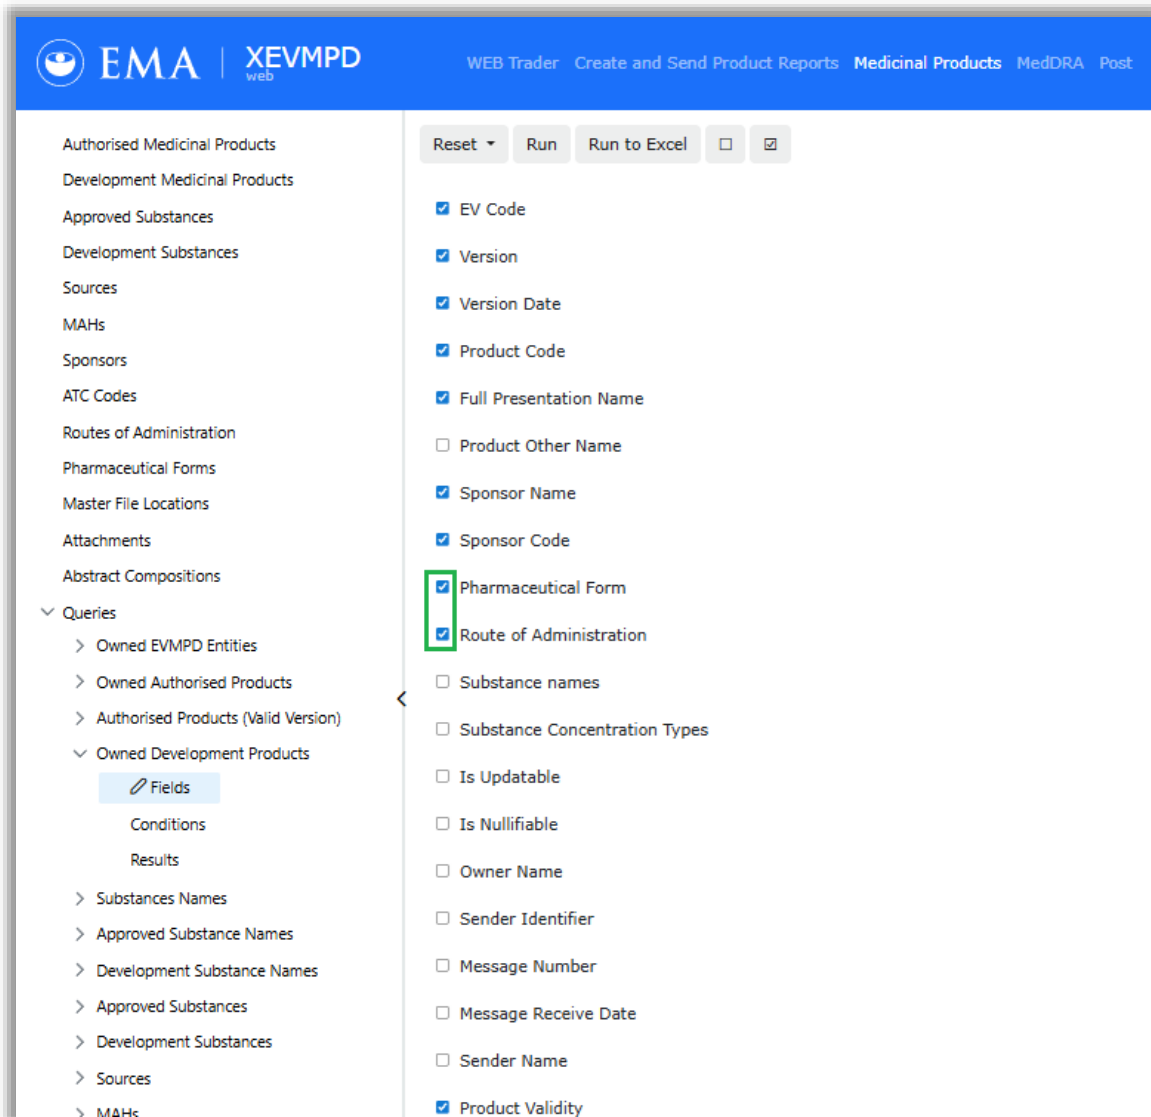 EMA XEVMPD
web
WEB Trader Create and Send Product Reports Medicinal Products MedDRA Post
Authorised Medicinal Products
Development Medicinal Products
Approved Substances
Development Substances
Sources
MAHs
Sponsors
ATC Codes
Routes of Administration
Pharmaceutical Forms
Master File Locations
Attachments
Abstract Compositions
Queries
Owned EVMPD Entities
Owned Authorised Products
Authorised Products (Valid Version)
Owned Development Products
Fields
Conditions
Results
Substances Names
Approved Substance Names
Development Substance Names
Approved Substances
Development Substances
Sources
MAHs
Reset Run Run to Excel
EV Code
Version
Version Date
Product Code
Full Presentation Name
Product Other Name
Sponsor Name
Sponsor Code
Pharmaceutical Form
Route of Administration
Substance names
Substance Concentration Types
Is Updatable
Is Nullifiable
Owner Name
Sender Identifier
Message Number
Message Receive Date
Sender Name
Product Validity